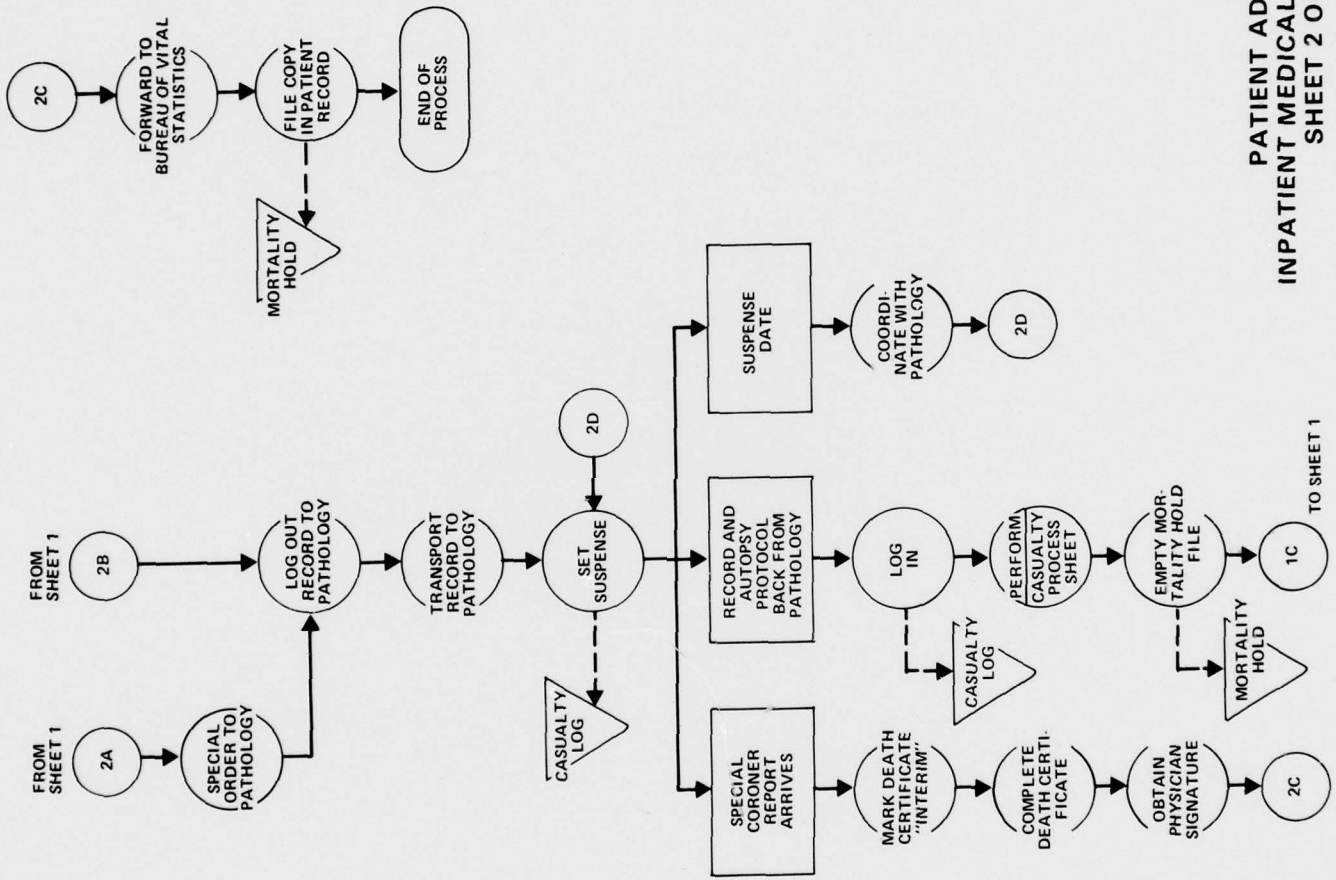 FROM
SHEET 1
2A
SPECIAL
ORDER TO
PATHOLOGY
FROM
SHEET 1
2B
LOG OUT
RECORD TO
PATHOLOGY
TRANSPORT
RECORD TO
PATHOLOGY
2D
SET
SUSPENSE
CASUALTY
LOG
SPECIAL
CORONER
REPORT
ARRIVES
MARK DEATH
CERTIFICATE
"INTERIM"
COMPLETE
DEATH CERTI-
FICATE
OBTAIN
PHYSICIAN
SIGNATURE
2C
RECORD AND
AUTOPSY
PROTOCOL
BACK FROM
PATHOLOGY
LOG
IN
CASUALTY
LOG
PERFORM
CASUALTY
PROCESS
SHEET
EMPTY MOR-
TALITY HOLD
FILE
MORTALITY
HOLD
1C
TO SHEET 1
SUSPENSE
DATE
COORDI-
NATE WITH
PATHOLOGY
2D
2C
FORWARD TO
BUREAU OF VITAL
STATISTICS
FILE COPY
IN PATIENT
RECORD
MORTALITY
HOLD
END OF
PROCESS
PATIENT AD
INPATIENT MEDICAL
SHEET 2 O